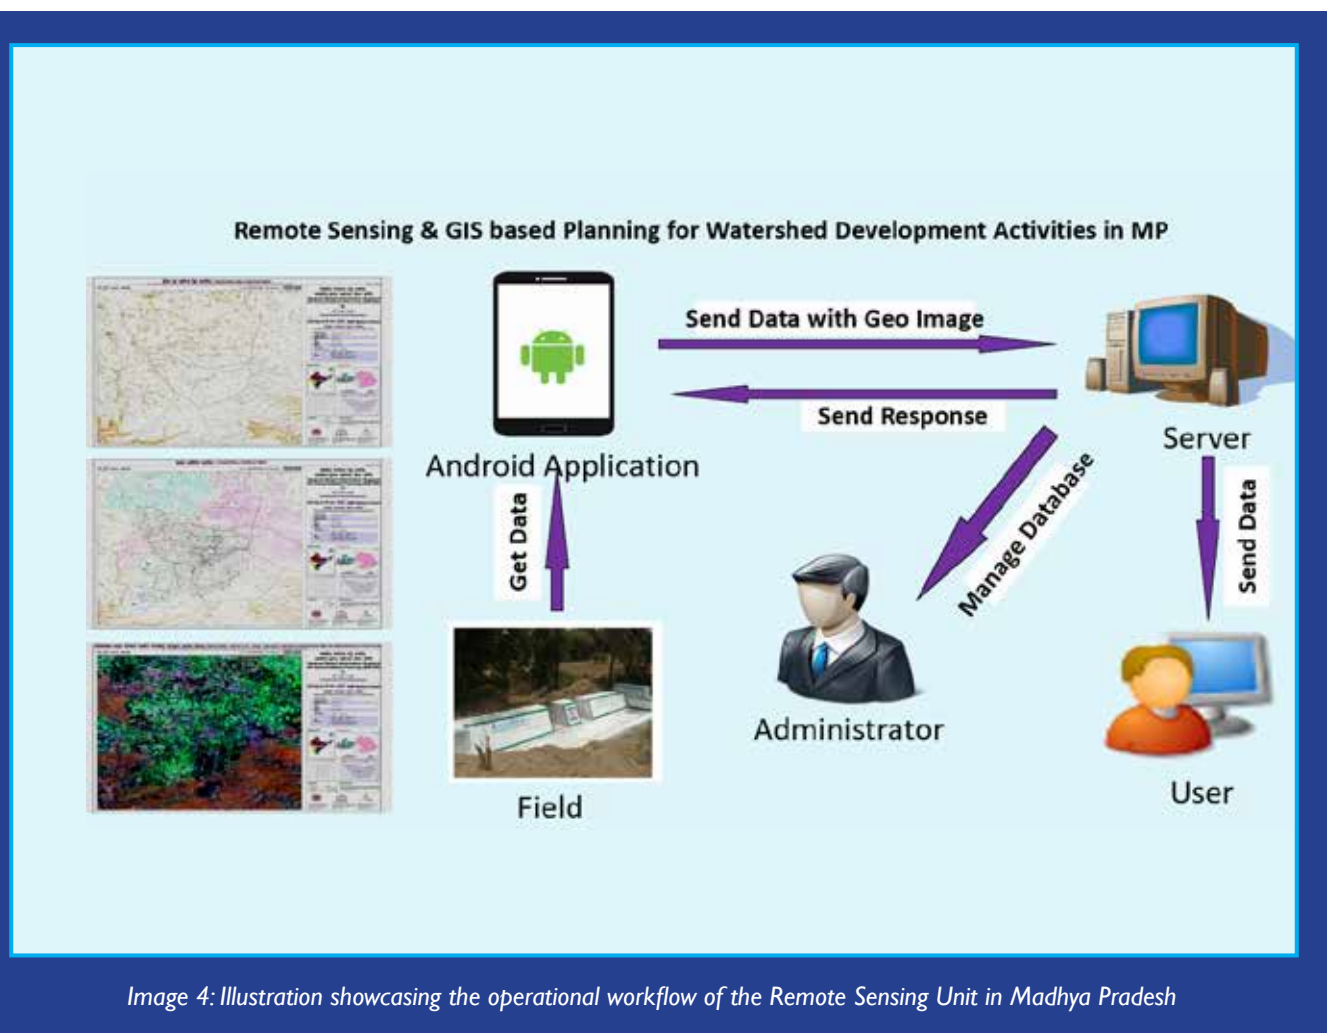 Remote Sensing & GIS based Planning for Watershed Development Activities in MP
Send Data with Geo Image
Send Response
Server
Android Application
Get Data
Manage Database
Send Data
Administrator
Field
User
Image 4: Illustration showcasing the operational workflow of the Remote Sensing Unit in Madhya Pradesh